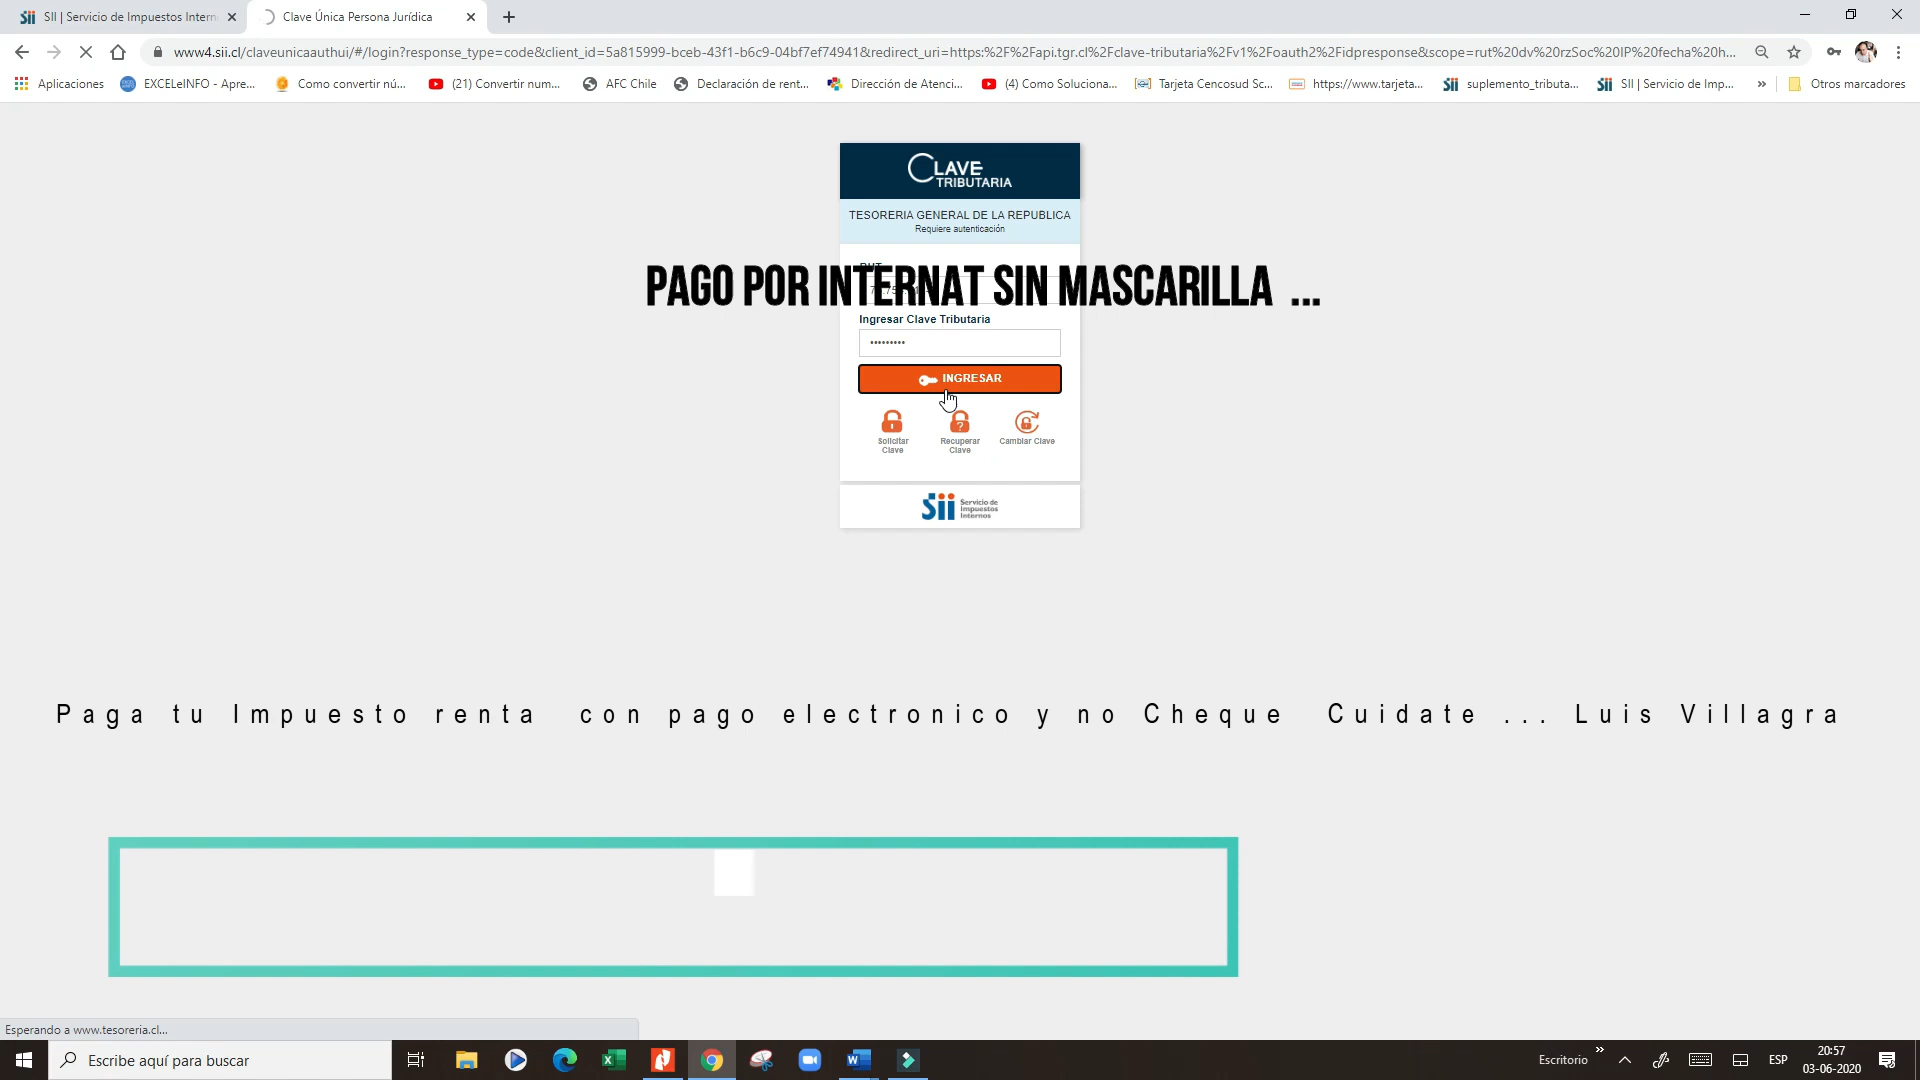 SII | Servicio de Impuestos Intern
Clave Única Persona Jurídica
www4.sii.cl/claveunicaauthui/#/login?response_type=code&client_id=5a815999-bceb-43f1-b6c9-04bf7ef74941&redirect_uri=https:%2F%2Fapi.tgr.cl%2Fclave-tributaria%2Fv1%2Foauth2%2Fidpresponse&scope=rut%20dv%20rzSoc%20IP%20fecha%20h...
Aplicaciones
EXCELeINFO - Apre...
Como convertir nú...
(21) Convertir num...
AFC Chile
Declaración de rent...
Dirección de Atenci...
(4) Como Soluciona...
Tarjeta Cencosud Sc...
https://www.tarjeta...
suplemento_tributa...
SII | Servicio de Imp...
Otros marcadores
CLAVE
TRIBUTARIA
TESORERIA GENERAL DE LA REPUBLICA
Requiere autenticación
RUT
PAGO POR INTERNAT SIN MASCARILLA ...
Ingresar Clave Tributaria
•••••••••
INGRESAR
Solicitar
Clave
Recuperar
Clave
Cambiar Clave
Sii Servicio de
Impuestos
Internos
Paga tu Impuesto renta con pago electronico y no Cheque Cuidate ... Luis Villagra
Esperando a www.tesoreria.cl...
Escribe aquí para buscar
Escritorio
ESP
20:57
03-06-2020